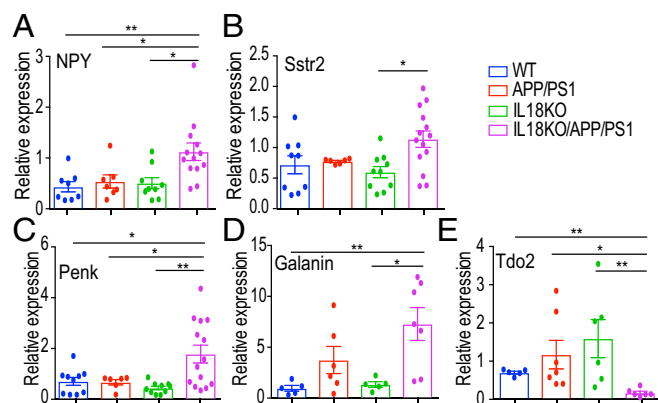 A
NPY
Relative expression
3
2
1
0
**
*
*
B
Sstr2
Relative expression
2.5
2.0
1.5
1.0
0.5
0.0
*
WT
APP/PS1
IL18KO
IL18KO/APP/PS1
C
Penk
Relative expression
6
4
2
0
*
*
**
D
Galanin
Relative expression
15
10
5
0
**
*
E
Tdo2
Relative expression
4
3
2
1
0
**
*
**